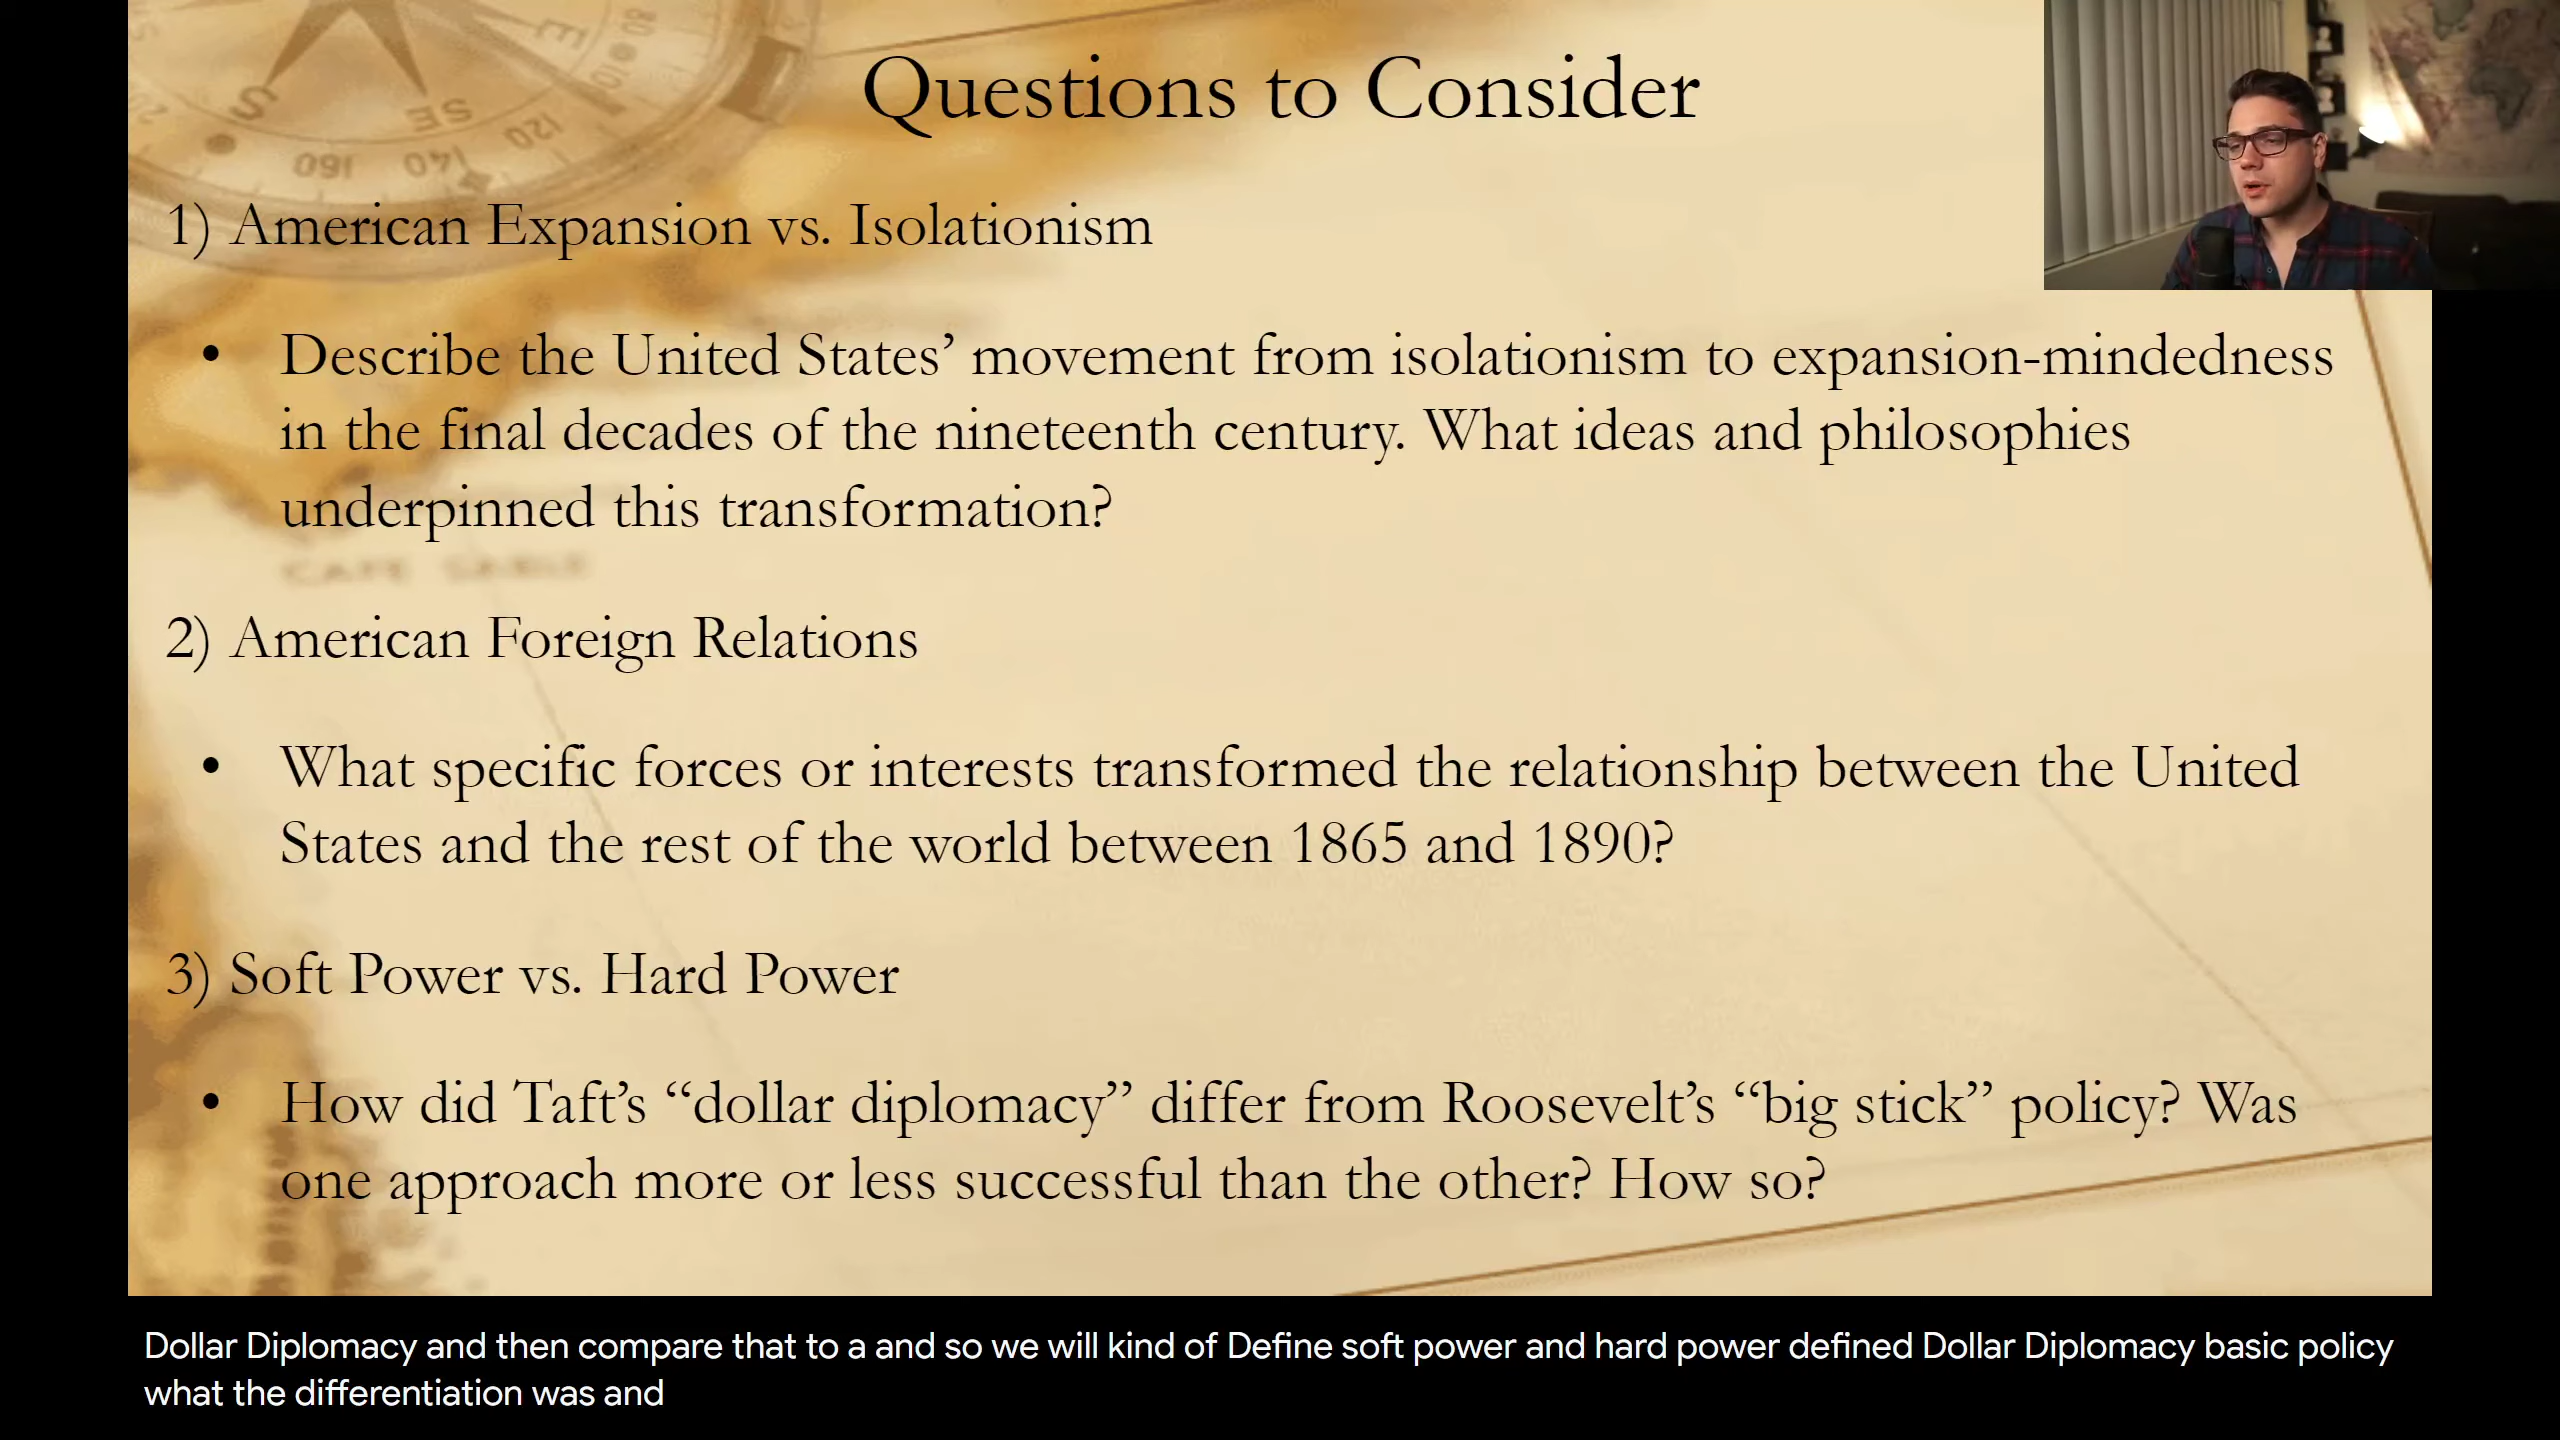 Questions to Consider
1) American Expansion vs. Isolationism
• Describe the United States’ movement from isolationism to expansion-mindedness
in the final decades of the nineteenth century. What ideas and philosophies
underpinned this transformation?
2) American Foreign Relations
• What specific forces or interests transformed the relationship between the United
States and the rest of the world between 1865 and 1890?
3) Soft Power vs. Hard Power
• How did Taft’s “dollar diplomacy” differ from Roosevelt’s “big stick” policy? Was
one approach more or less successful than the other? How so?
Dollar Diplomacy and then compare that to a and so we will kind of Define soft power and hard power defined Dollar Diplomacy basic policy
what the differentiation was and
S
SE
E
160
140
120
CAPE SABLE